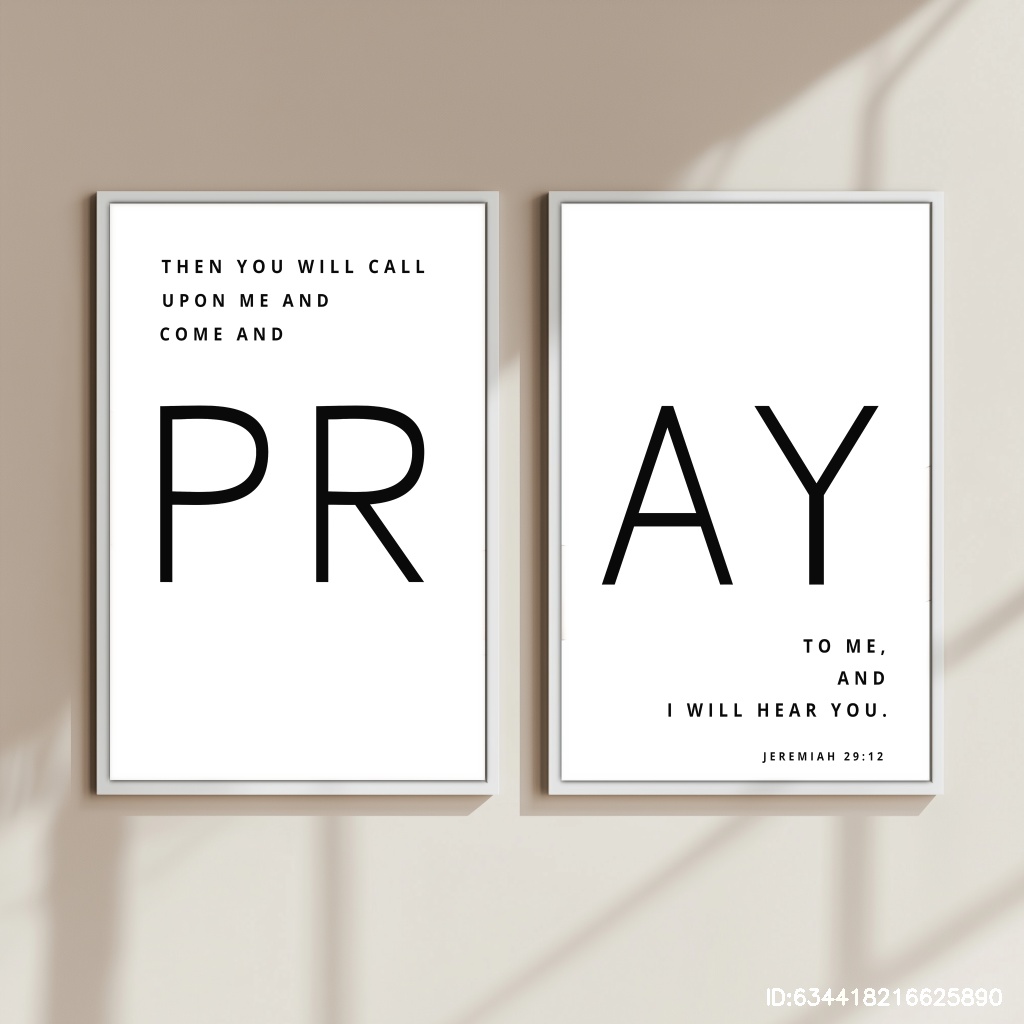 THEN YOU WILL CALL
UPON ME AND
COME AND
PR
AY
TO ME,
AND
I WILL HEAR YOU.
JEREMIAH 29:12
ID:634418216625890